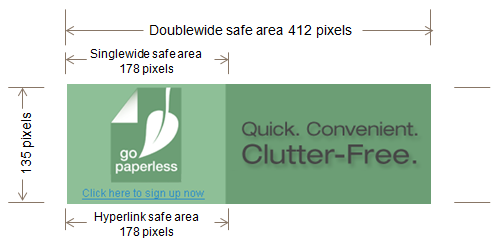 Doublewide safe area 412 pixels
Singlewide safe area
178 pixels
135 pixels
go
paperless
Click here to sign up now
Quick. Convenient.
Clutter-Free.
Hyperlink safe area
178 pixels